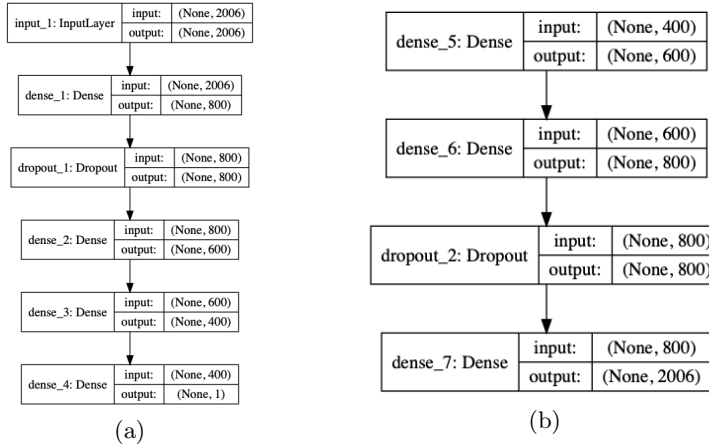 input_1: InputLayer
input: (None, 2006)
output: (None, 2006)
dense_1: Dense
input: (None, 2006)
output: (None, 800)
dropout_1: Dropout
input: (None, 800)
output: (None, 800)
dense_2: Dense
input: (None, 800)
output: (None, 600)
dense_3: Dense
input: (None, 600)
output: (None, 400)
dense_4: Dense
input: (None, 400)
output: (None, 1)
(a)
dense_5: Dense
input: (None, 400)
output: (None, 600)
dense_6: Dense
input: (None, 600)
output: (None, 800)
dropout_2: Dropout
input: (None, 800)
output: (None, 800)
dense_7: Dense
input: (None, 800)
output: (None, 2006)
(b)